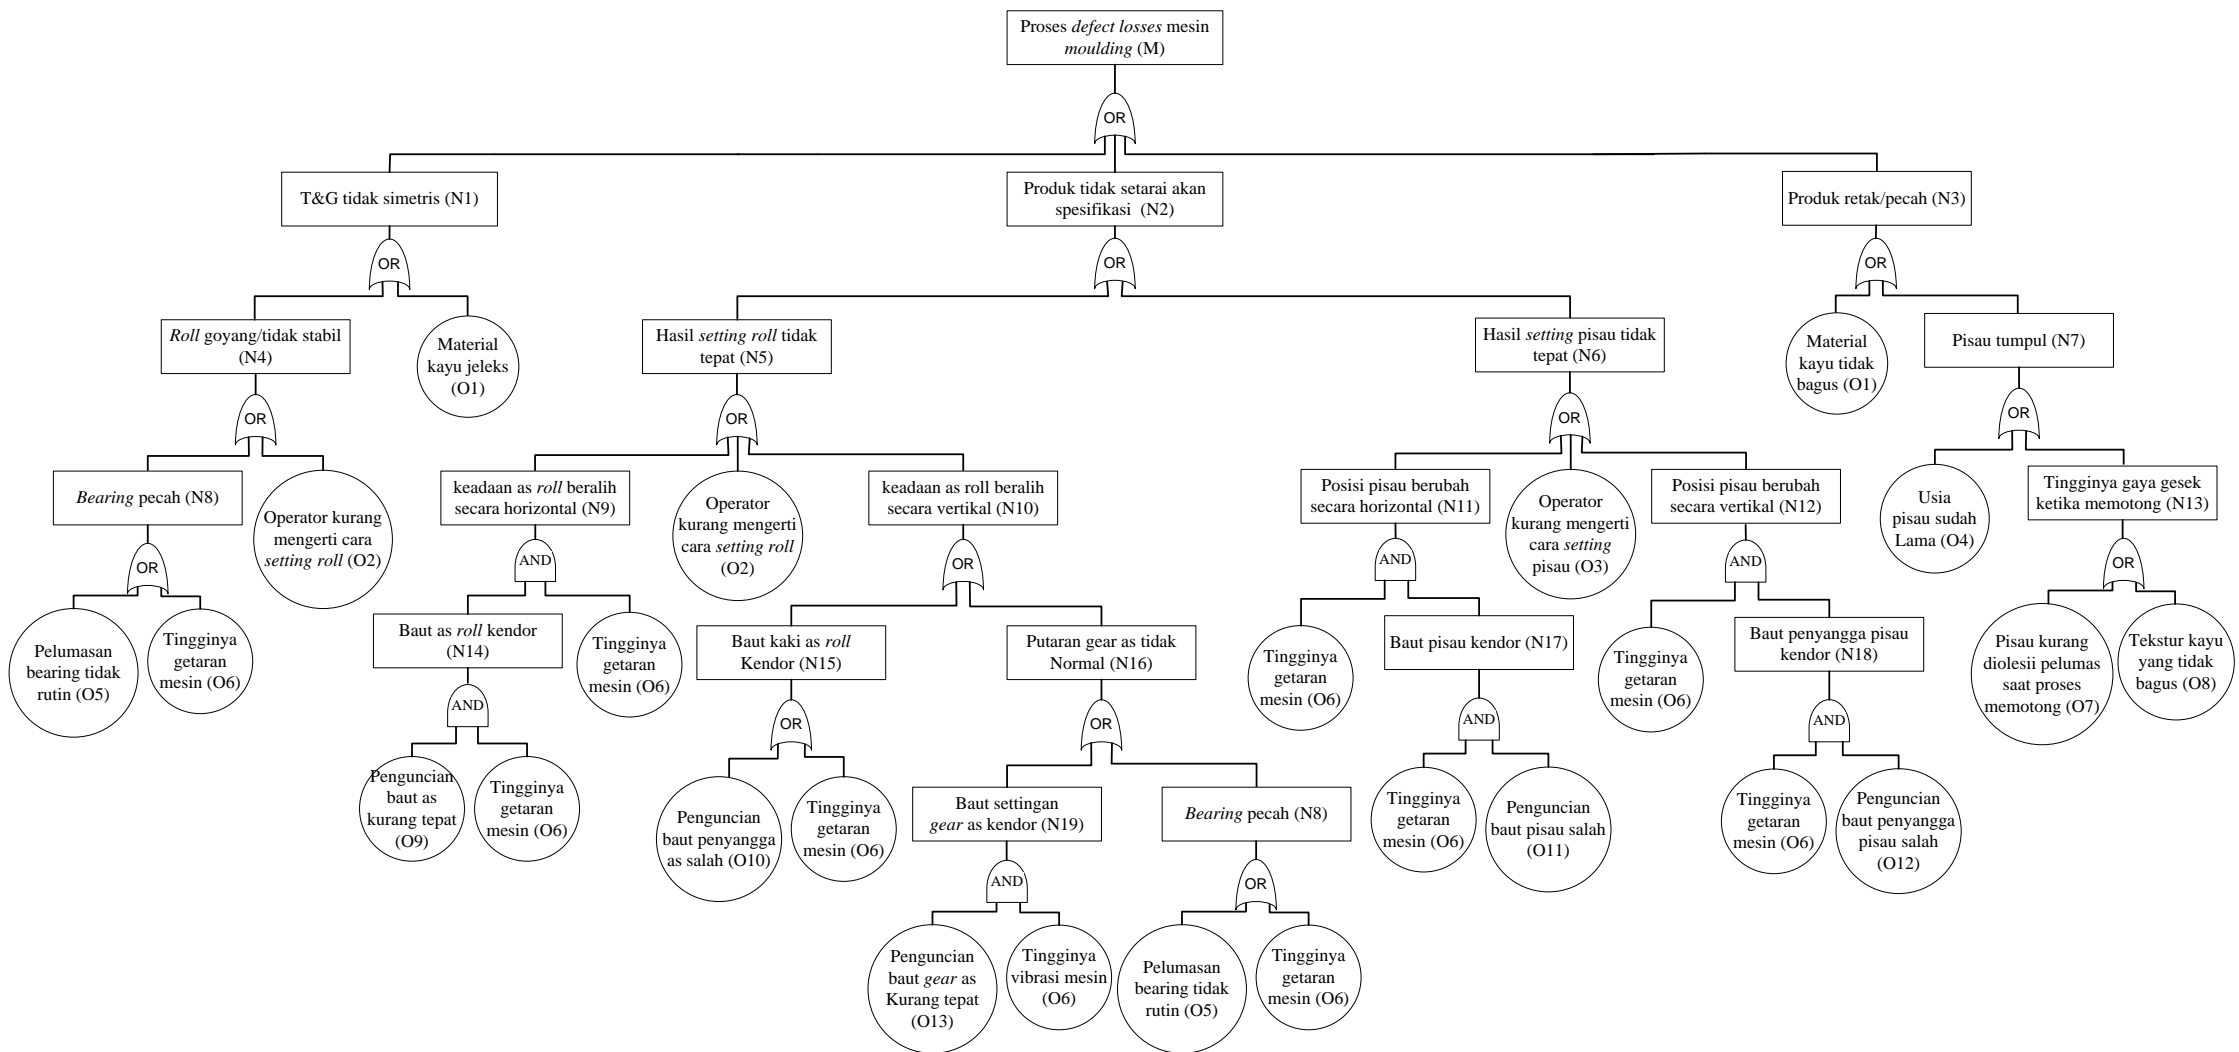 Proses defect losses mesin
moulding (M)
OR
T&G tidak simetris (N1)
Produk tidak setarai akan
spesifikasi (N2)
Produk retak/pecah (N3)
OR
OR
OR
Roll goyang/tidak stabil
(N4)
Material
kayu jeleks
(O1)
Hasil setting roll tidak
tepat (N5)
Hasil setting pisau tidak
tepat (N6)
Material
kayu tidak
bagus (O1)
Pisau tumpul (N7)
OR
OR
OR
OR
Bearing pecah (N8)
Operator kurang
mengerti cara
setting roll (O2)
keadaan as roll beralih
secara horizontal (N9)
Operator
kurang mengerti
cara setting roll
(O2)
keadaan as roll beralih
secara vertikal (N10)
Posisi pisau berubah
secara horizontal (N11)
Operator
kurang mengerti
cara setting
pisau (O3)
Posisi pisau berubah
secara vertikal (N12)
Usia
pisau sudah
Lama (O4)
Tingginya gaya gesek
ketika memotong (N13)
OR
AND
OR
AND
AND
OR
Pelumasan
bearing tidak
rutin (O5)
Tingginya
getaran
mesin (O6)
Baut as roll kendor
(N14)
Tingginya
getaran
mesin (O6)
Baut kaki as roll
Kendor (N15)
Putaran gear as tidak
Normal (N16)
Tingginya
getaran
mesin (O6)
Baut pisau kendor (N17)
Tingginya
getaran
mesin (O6)
Baut penyangga pisau
kendor (N18)
Pisau kurang
diolesii pelumas
saat proses
memotong (O7)
Tekstur kayu
yang tidak
bagus (O8)
AND
OR
OR
AND
AND
Penguncian
baut as
kurang tepat
(O9)
Tingginya
getaran
mesin (O6)
Penguncian
baut penyangga
as salah (O10)
Tingginya
getaran
mesin (O6)
Baut settingan
gear as kendor (N19)
Bearing pecah (N8)
Tingginya
getaran
mesin (O6)
Penguncian
baut pisau salah
(O11)
Tingginya
getaran
mesin (O6)
Penguncian
baut penyangga
pisau salah
(O12)
AND
OR
Penguncian
baut gear as
Kurang tepat
(O13)
Tingginya
vibrasi mesin
(O6)
Pelumasan
bearing tidak
rutin (O5)
Tingginya
getaran
mesin (O6)